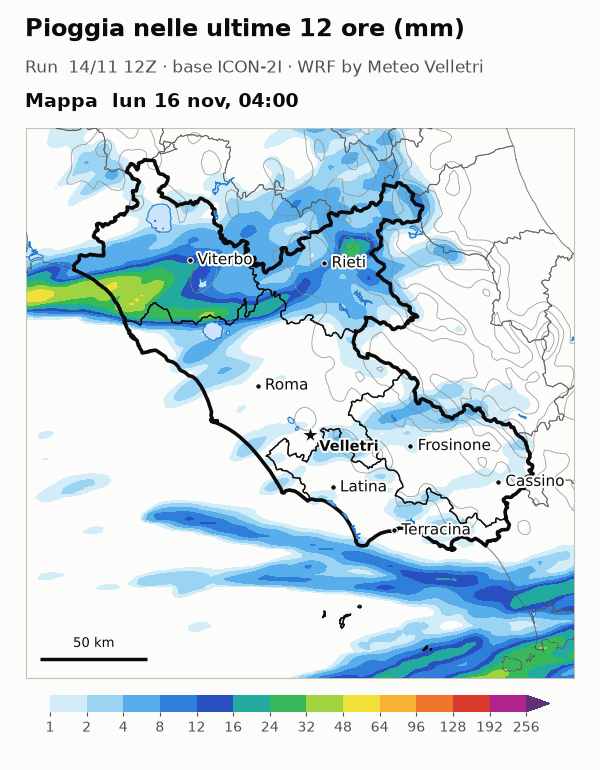 Pioggia nelle ultime 12 ore (mm)
Run  14/11 12Z · base ICON-2I · WRF by Meteo Velletri
Mappa  lun 16 nov, 04:00
Viterbo
Rieti
Roma
Velletri
Frosinone
Cassino
Latina
Terracina
50 km
1 2 4 8 12 16 24 32 48 64 96 128 192 256